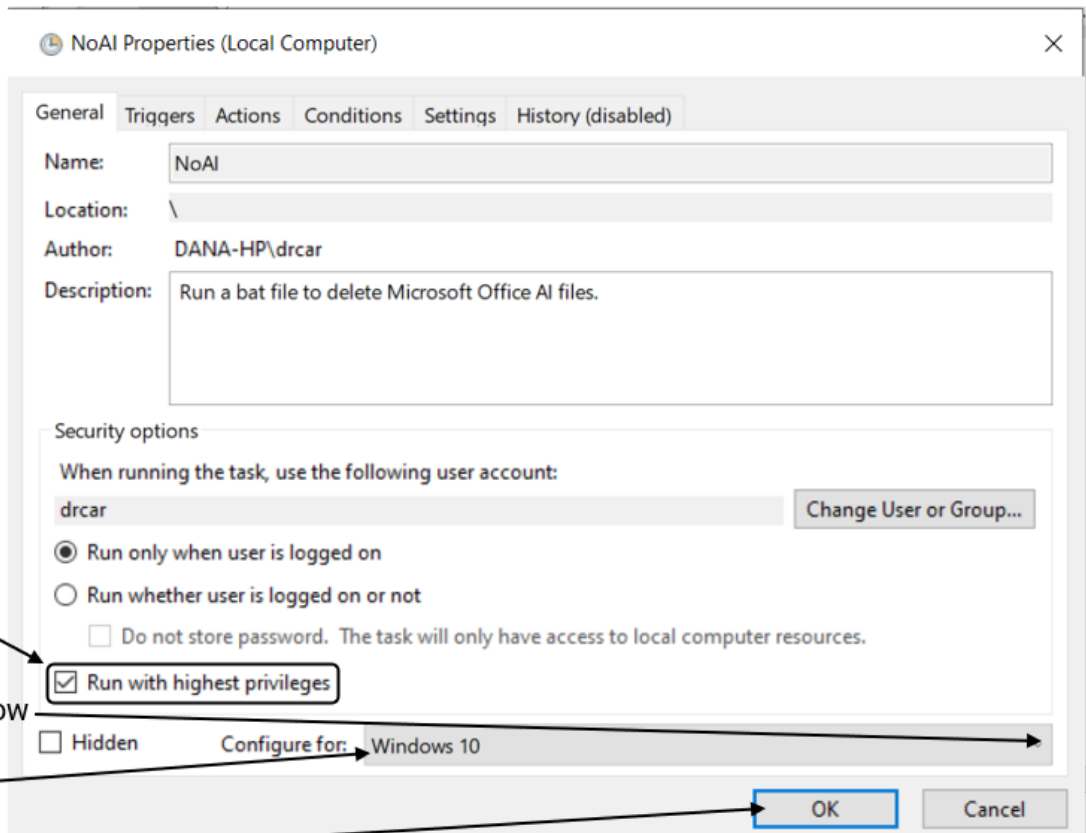 NoAI Properties (Local Computer)
General Triggers Actions Conditions Settings History (disabled)
Name: NoAI
Location: \
Author: DANA-HP\drcar
Description: Run a bat file to delete Microsoft Office AI files.
Security options
When running the task, use the following user account:
drcar Change User or Group...
Run only when user is logged on
Run whether user is logged on or not
Do not store password. The task will only have access to local computer resources.
Run with highest privileges
Hidden Configure for: Windows 10
OK Cancel